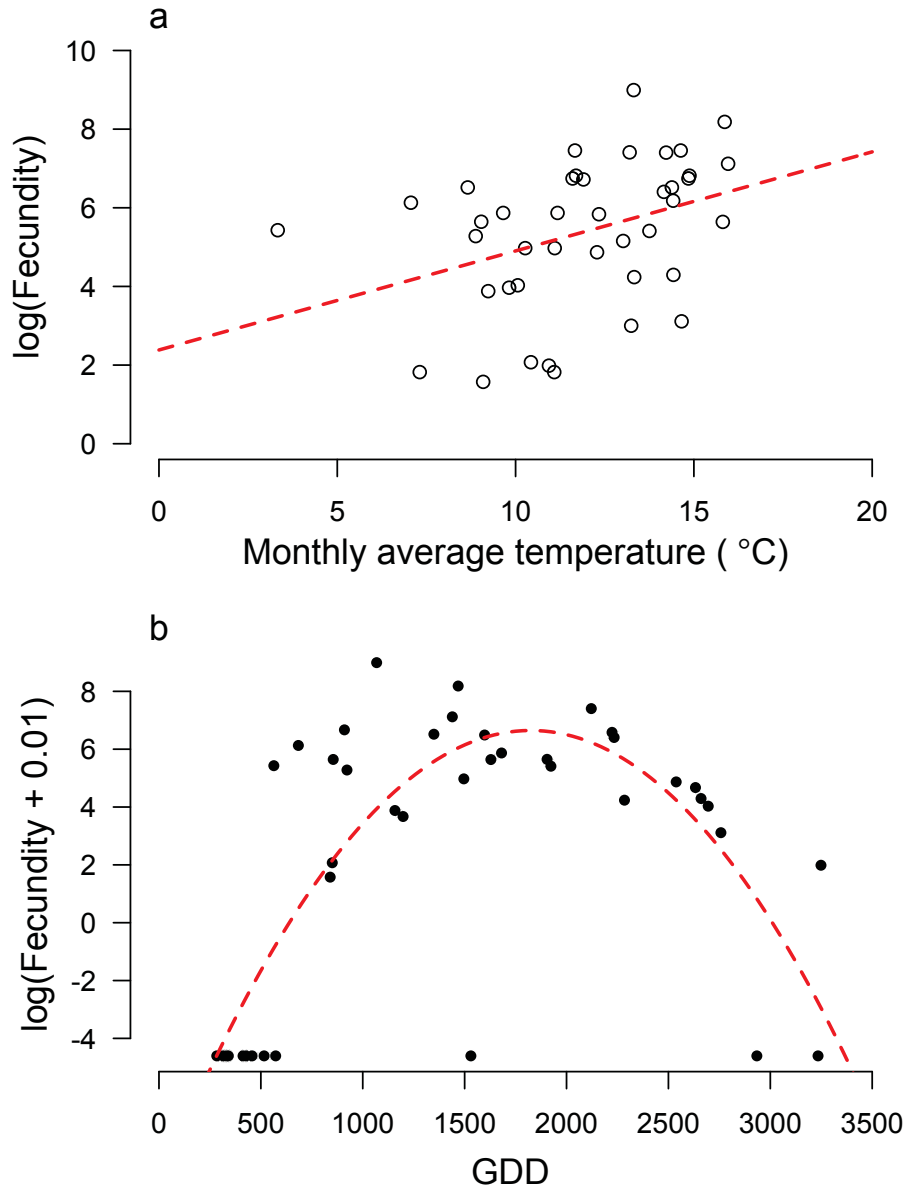 a
10
8
6
4
2
0
log(Fecundity)
0 5 10 15 20
Monthly average temperature ( °C)
b
8
6
4
2
0
-2
-4
log(Fecundity + 0.01)
0 500 1000 1500 2000 2500 3000 3500
GDD